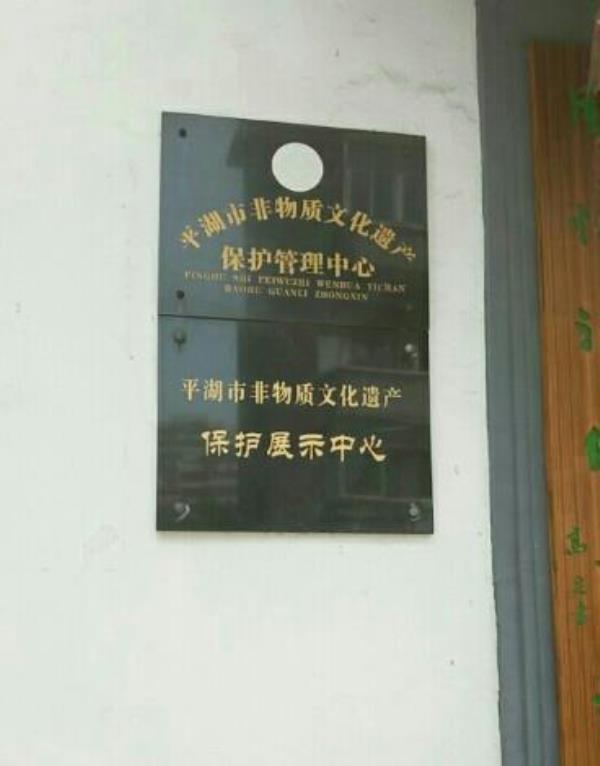 平湖市非物质文化遗产
保护管理中心
PINGHU SHI FEIWUZHI WENHUA YICHAN
BAOHU GUANLI ZHONGXIN
平湖市非物质文化遗产
保护展示中心